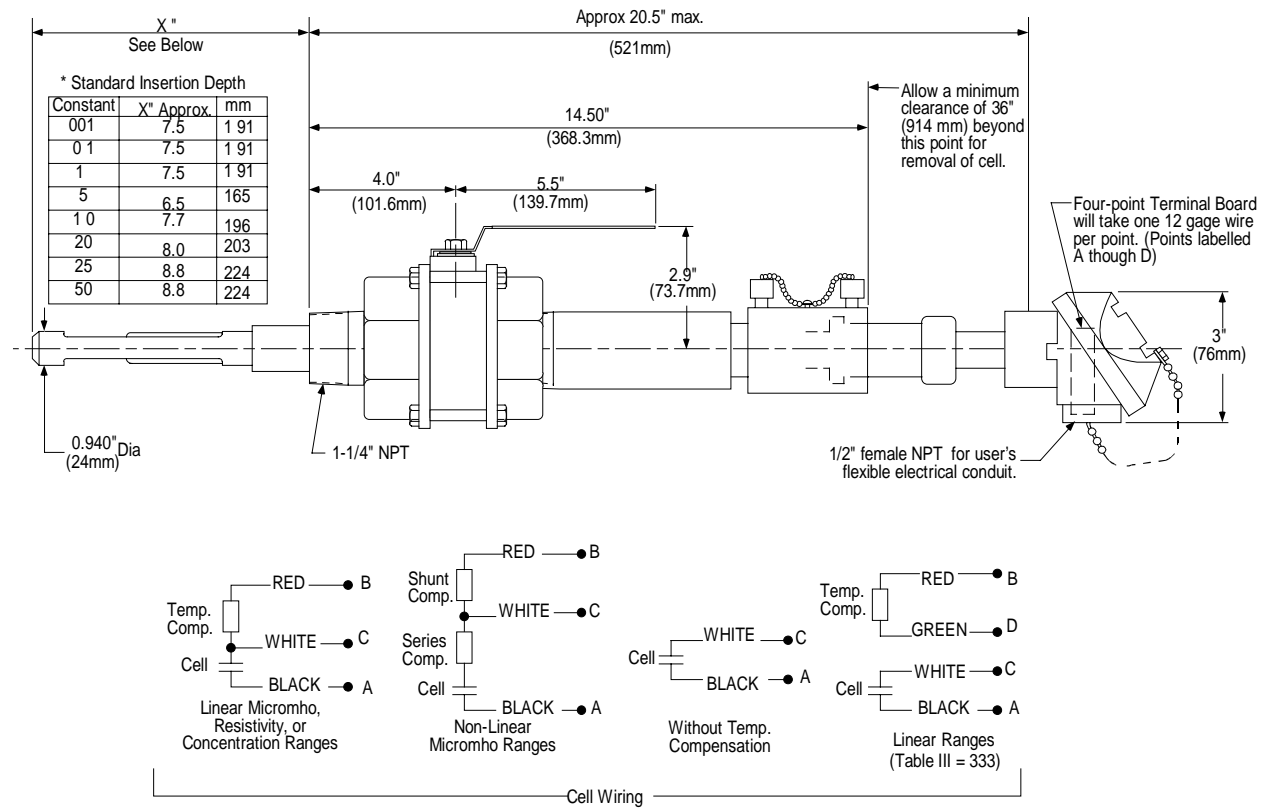 X "
See Below
Approx 20.5" max.
(521mm)
* Standard Insertion Depth
Constant X" Approx. mm
001 7.5 1 91
0 1 7.5 1 91
1 7.5 1 91
5 6.5 165
1 0 7.7 196
20 8.0 203
25 8.8 224
50 8.8 224
14.50"
(368.3mm)
Allow a minimum
clearance of 36"
(914 mm) beyond
this point for
removal of cell.
4.0"
(101.6mm)
5.5"
(139.7mm)
2.9"
(73.7mm)
Four-point Terminal Board
will take one 12 gage wire
per point. (Points labelled
A though D)
3"
(76mm)
0.940" Dia
(24mm)
1-1/4" NPT
1/2" female NPT for user's
flexible electrical conduit.
RED B
Temp.
Comp.
WHITE C
Cell
BLACK A
Linear Micromho,
Resistivity, or
Concentration Ranges
RED B
Shunt
Comp.
WHITE C
Series
Comp.
Cell
BLACK A
Non-Linear
Micromho Ranges
WHITE C
Cell
BLACK A
Without Temp.
Compensation
RED B
Temp.
Comp.
GREEN D
WHITE C
Cell
BLACK A
Linear Ranges
(Table III = 333)
Cell Wiring